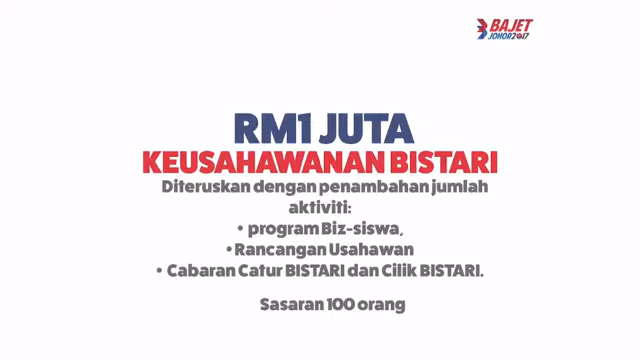 BAJET
JOHOR2017
RM1 JUTA
KEUSAHAWANAN BISTARI
Diteruskan dengan penambahan jumlah
aktiviti:
• program Biz-siswa,
•Rancangan Usahawan
• Cabaran Catur BISTARI dan Cilik BISTARI.
Sasaran 100 orang